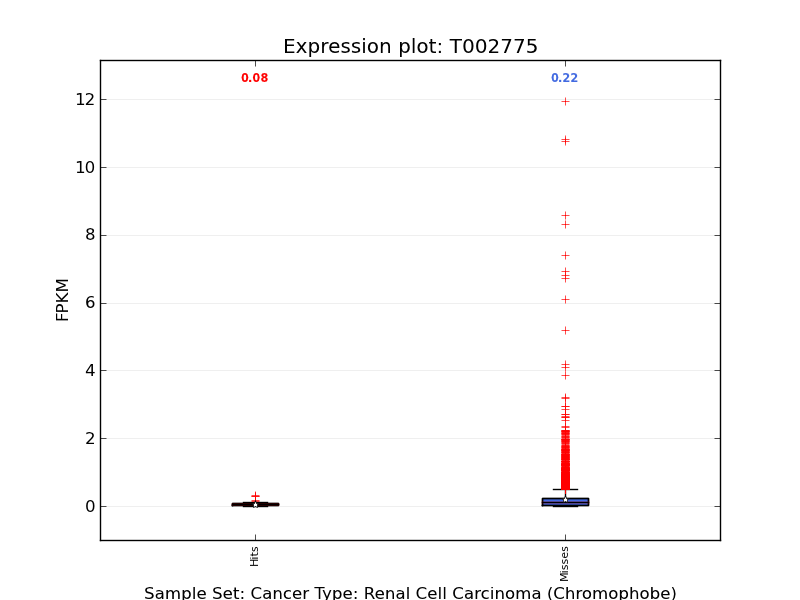 Expression plot: T002775
0.08
0.22
12
10
8
6
4
2
0
FPKM
Hits
Misses
Sample Set: Cancer Type: Renal Cell Carcinoma (Chromophobe)